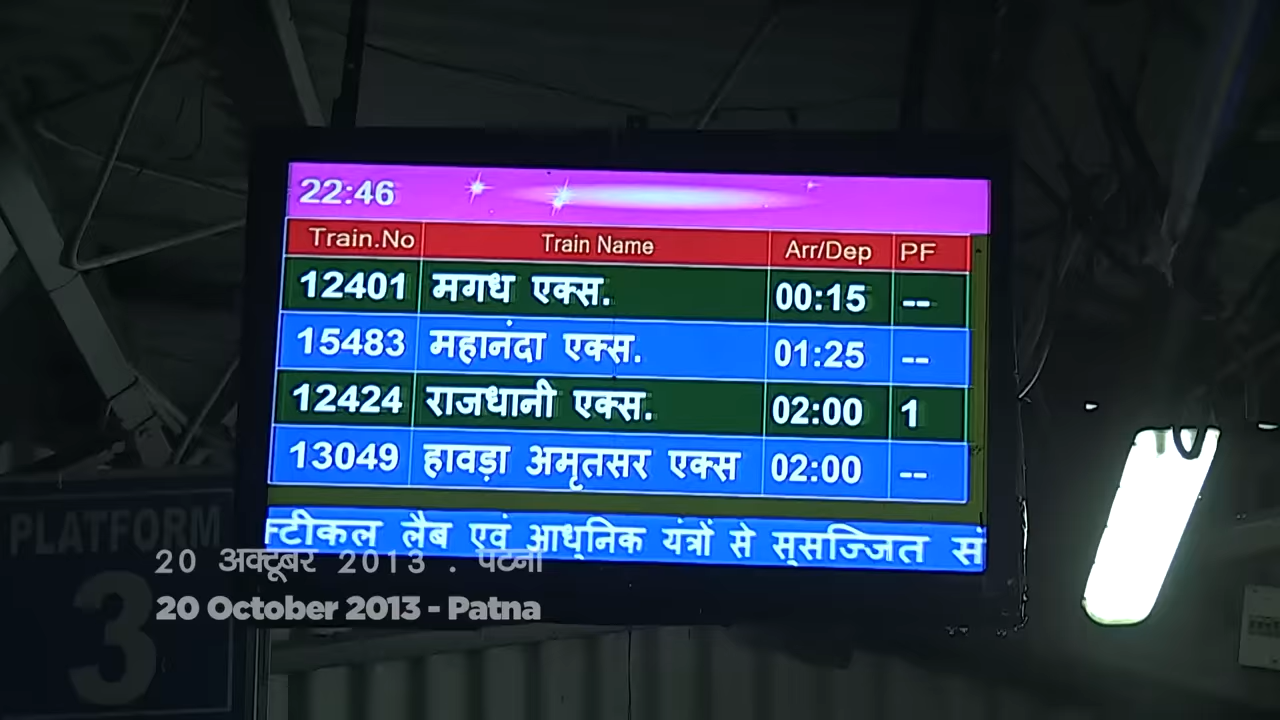 22:46
Train.No Train Name Arr/Dep PF
12401 मगध एक्स. 00:15 --
15483 महानंदा एक्स. 01:25 --
12424 राजधानी एक्स. 02:00 1
13049 हावड़ा अमृतसर एक्स 02:00 --
स्टीकल लैब एवं आधुनिक यंत्रों से सुसज्जित सं
PLATFORM
3
20 अक्टूबर 2013 . पटना
20 October 2013 - Patna